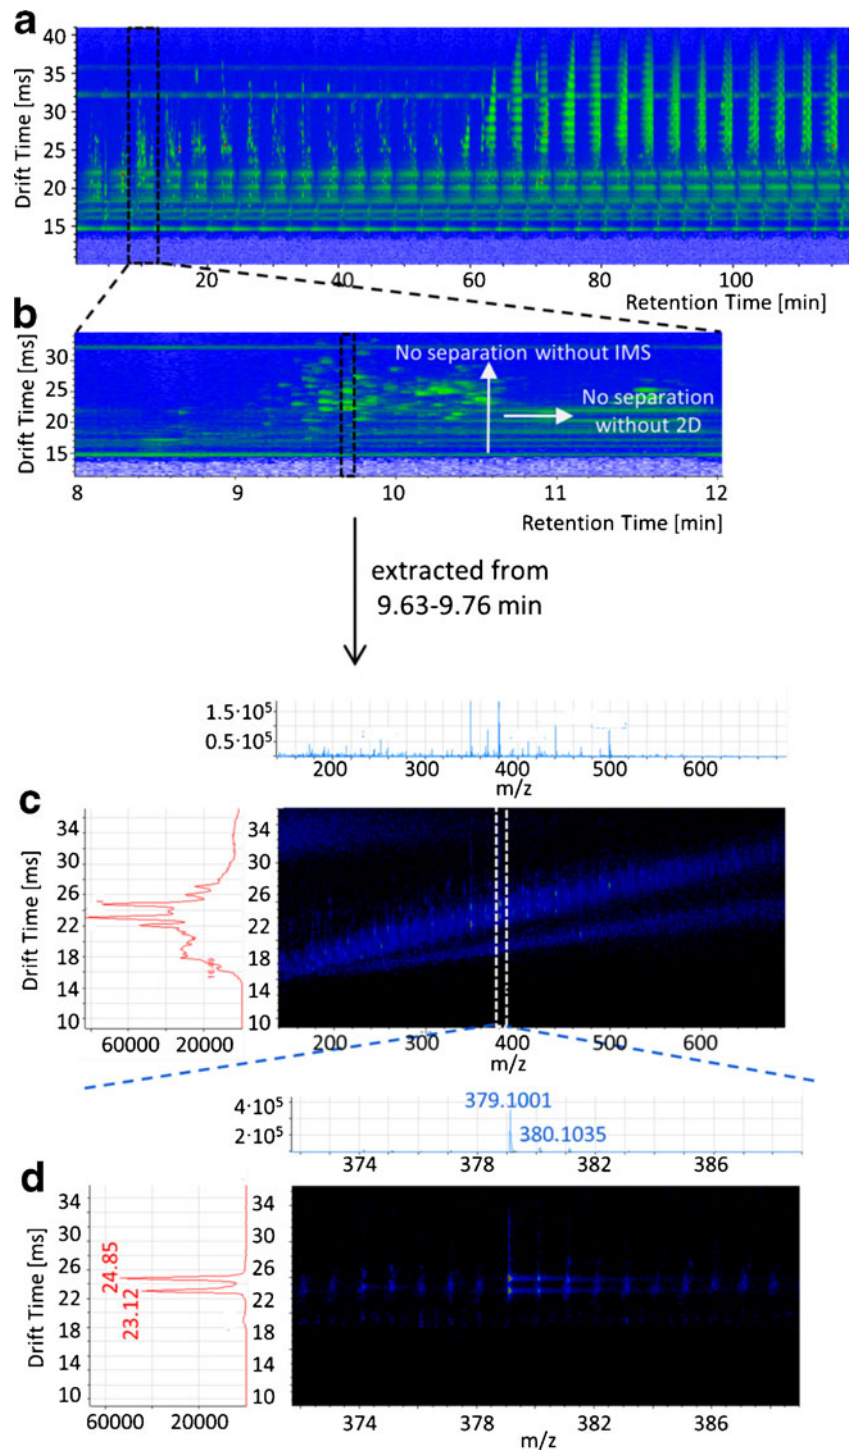 a
Drift Time [ms]
40
35
30
25
20
15
20 40 60 80 100
Retention Time [min]
b
Drift Time [ms]
30
25
20
15
No separation without IMS
No separation
without 2D
8 9 10 11 12
Retention Time [min]
extracted from
9.63-9.76 min
1.5·10⁵
0.5·10⁵
200 300 400 500 600
m/z
c
Drift Time [ms]
34
30
26
22
18
14
10
60000 20000
34
30
26
22
18
14
10
200 300 400 500 600
m/z
4·10⁵
2·10⁵
379.1001
380.1035
374 378 382 386
d
Drift Time [ms]
34
30
26
22
18
14
10
24.85
23.12
60000 20000
34
30
26
22
18
14
10
374 378 382 386
m/z